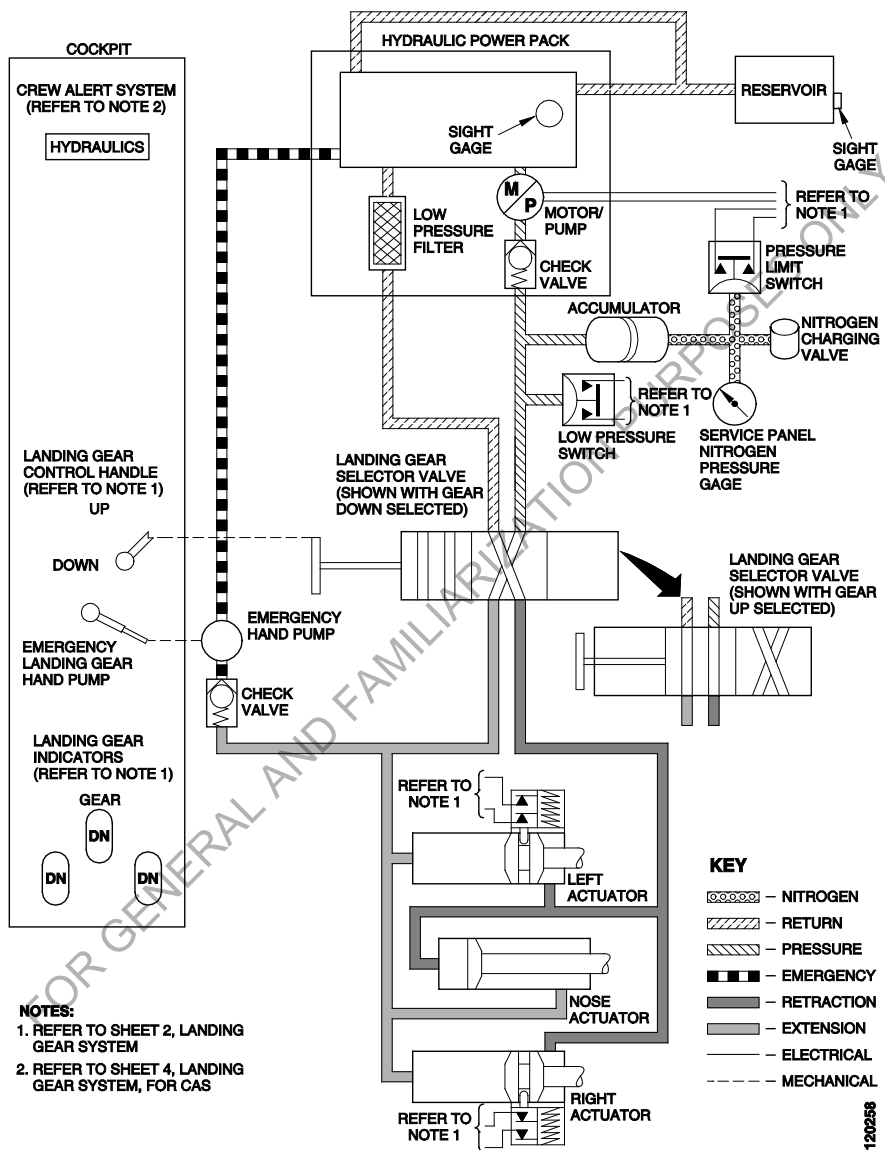 COCKPIT
CREW ALERT SYSTEM
(REFER TO NOTE 2)
HYDRAULICS
HYDRAULIC POWER PACK
SIGHT
GAGE
RESERVOIR
SIGHT
GAGE
LOW
PRESSURE
FILTER
M
P
MOTOR/
PUMP
CHECK
VALVE
REFER TO
NOTE 1
PRESSURE
LIMIT
SWITCH
ACCUMULATOR
NITROGEN
CHARGING
VALVE
REFER TO
NOTE 1
LOW PRESSURE
SWITCH
SERVICE PANEL
NITROGEN
PRESSURE
GAGE
LANDING GEAR
CONTROL HANDLE
(REFER TO NOTE 1)
UP
DOWN
LANDING GEAR
SELECTOR VALVE
(SHOWN WITH GEAR
DOWN SELECTED)
LANDING GEAR
SELECTOR VALVE
(SHOWN WITH GEAR
UP SELECTED)
EMERGENCY
LANDING GEAR
HAND PUMP
EMERGENCY
HAND PUMP
CHECK
VALVE
LANDING GEAR
INDICATORS
(REFER TO NOTE 1)
GEAR
DN
DN
DN
REFER TO
NOTE 1
LEFT
ACTUATOR
NOSE
ACTUATOR
RIGHT
ACTUATOR
REFER TO
NOTE 1
KEY
– NITROGEN
– RETURN
– PRESSURE
– EMERGENCY
– RETRACTION
– EXTENSION
– ELECTRICAL
– MECHANICAL
NOTES:
1. REFER TO SHEET 2, LANDING
GEAR SYSTEM
2. REFER TO SHEET 4, LANDING
GEAR SYSTEM, FOR CAS
120258
FOR GENERAL AND FAMILIARIZATION PURPOSES ONLY